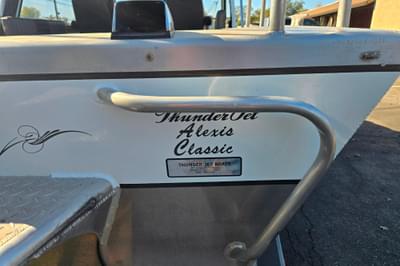 ThunderJet
Alexis
Classic
THUNDER JET BOATS